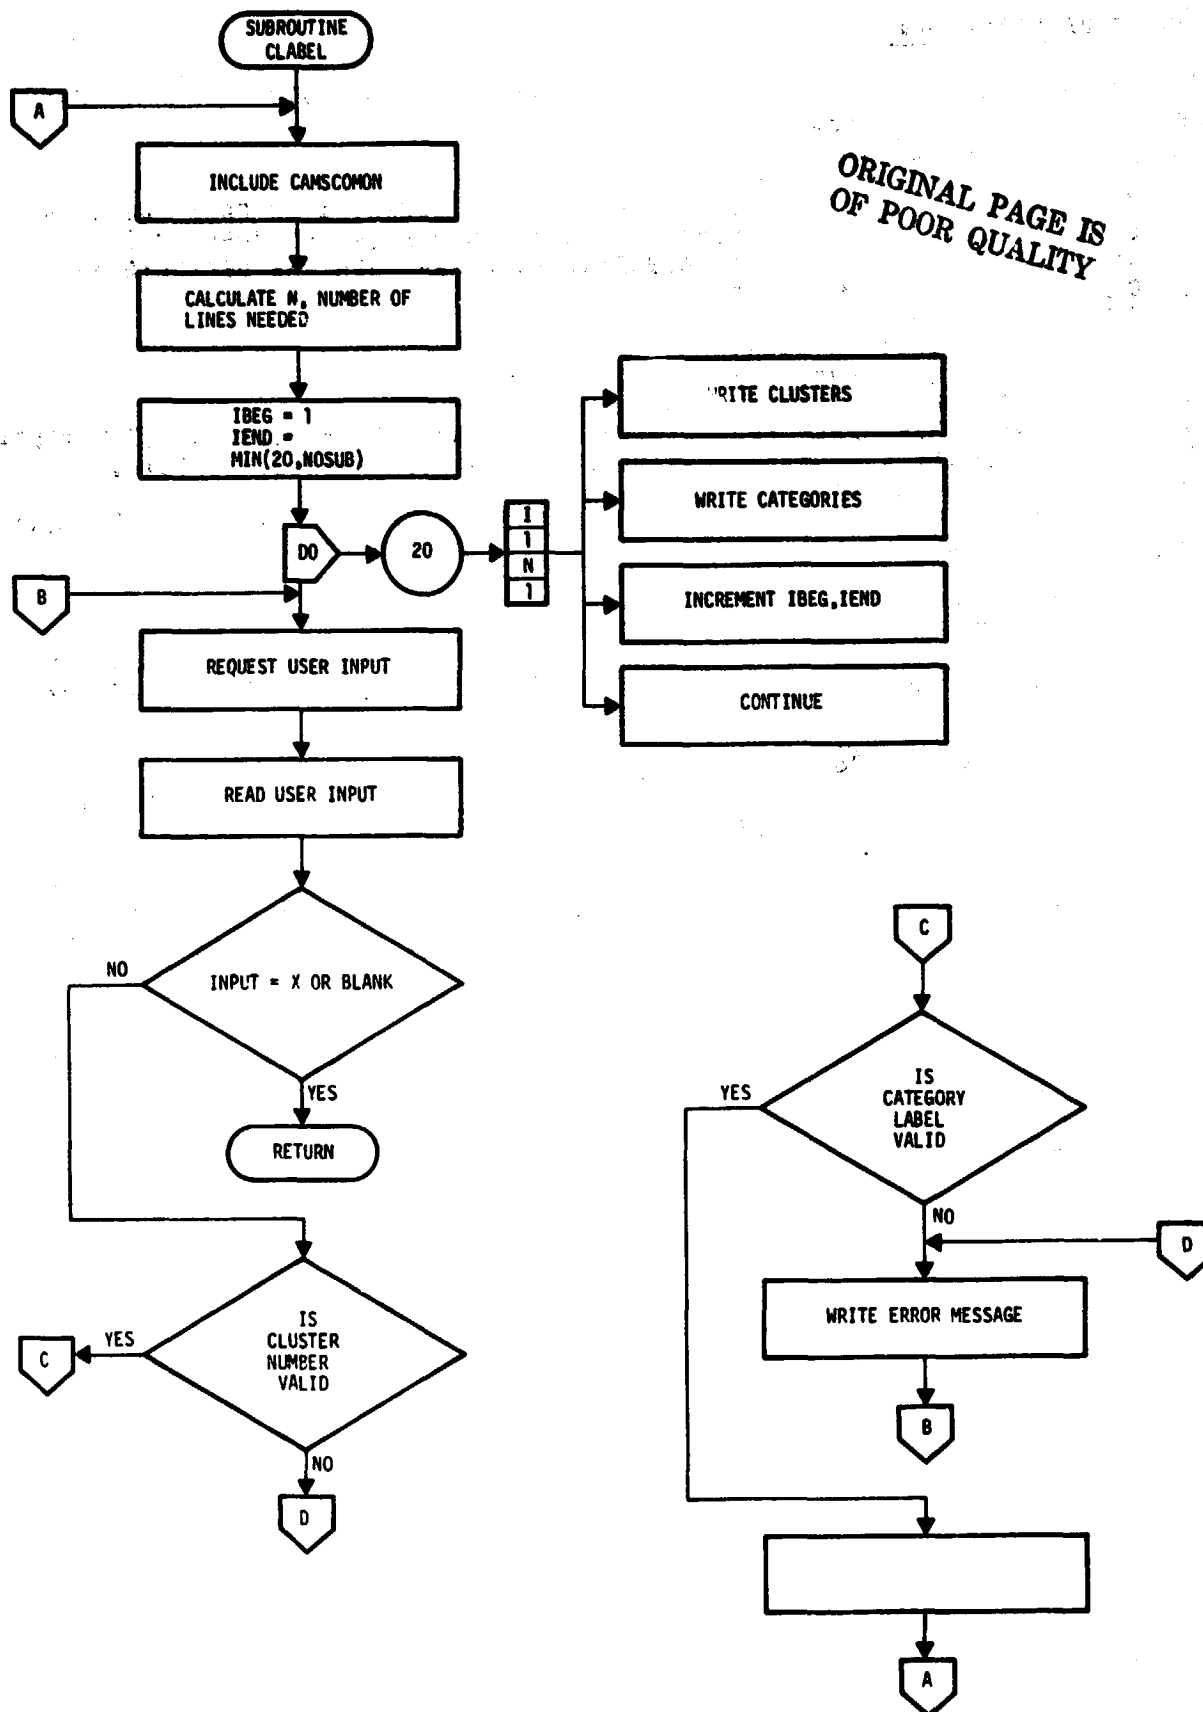 SUBROUTINE
CLABEL
A
INCLUDE CAMSCOMON
ORIGINAL PAGE IS
OF POOR QUALITY
CALCULATE N, NUMBER OF
LINES NEEDED
IBEG = 1
IEND =
MIN(20,NOSUB)
DO
20
I
1
N
1
WRITE CLUSTERS
WRITE CATEGORIES
INCREMENT IBEG,IEND
CONTINUE
B
REQUEST USER INPUT
READ USER INPUT
INPUT = X OR BLANK
NO
YES
RETURN
IS
CLUSTER
NUMBER
VALID
YES
C
NO
D
C
IS
CATEGORY
LABEL
VALID
YES
NO
D
WRITE ERROR MESSAGE
B
A